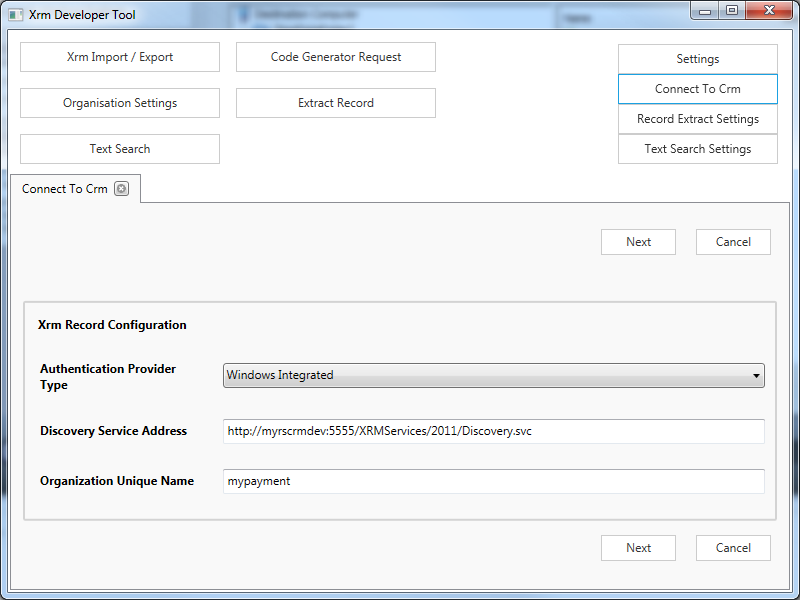 Xrm Developer Tool
Xrm Import / Export
Code Generator Request
Settings
Connect To Crm
Organisation Settings
Extract Record
Record Extract Settings
Text Search
Text Search Settings
Connect To Crm
Next
Cancel
Xrm Record Configuration
Authentication Provider
Type
Windows Integrated
Discovery Service Address
http://myrscrmdev:5555/XRMServices/2011/Discovery.svc
Organization Unique Name
mypayment
Next
Cancel